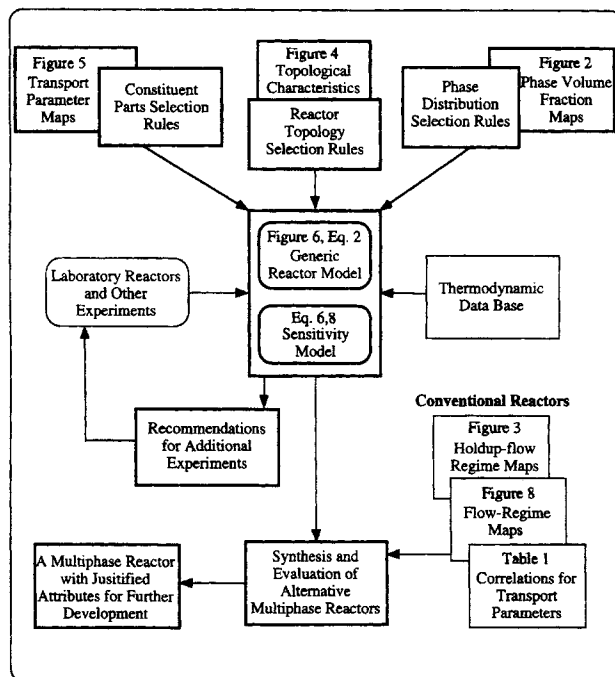 Figure 5
Transport
Parameter
Maps
Constituent
Parts Selection
Rules
Figure 4
Topological
Characteristics
Reactor
Topology
Selection Rules
Phase
Distribution
Selection Rules
Figure 2
Phase Volume
Fraction
Maps
Figure 6, Eq. 2
Generic
Reactor Model
Eq. 6,8
Sensitivity
Model
Laboratory Reactors
and Other
Experiments
Thermodynamic
Data Base
Recommendations
for Additional
Experiments
Conventional Reactors
Figure 3
Holdup-flow
Regime Maps
Figure 8
Flow-Regime
Maps
Table 1
Correlations for
Transport
Parameters
Synthesis and
Evaluation of
Alternative
Multiphase Reactors
A Multiphase Reactor
with Jusitified
Attributes for Further
Development